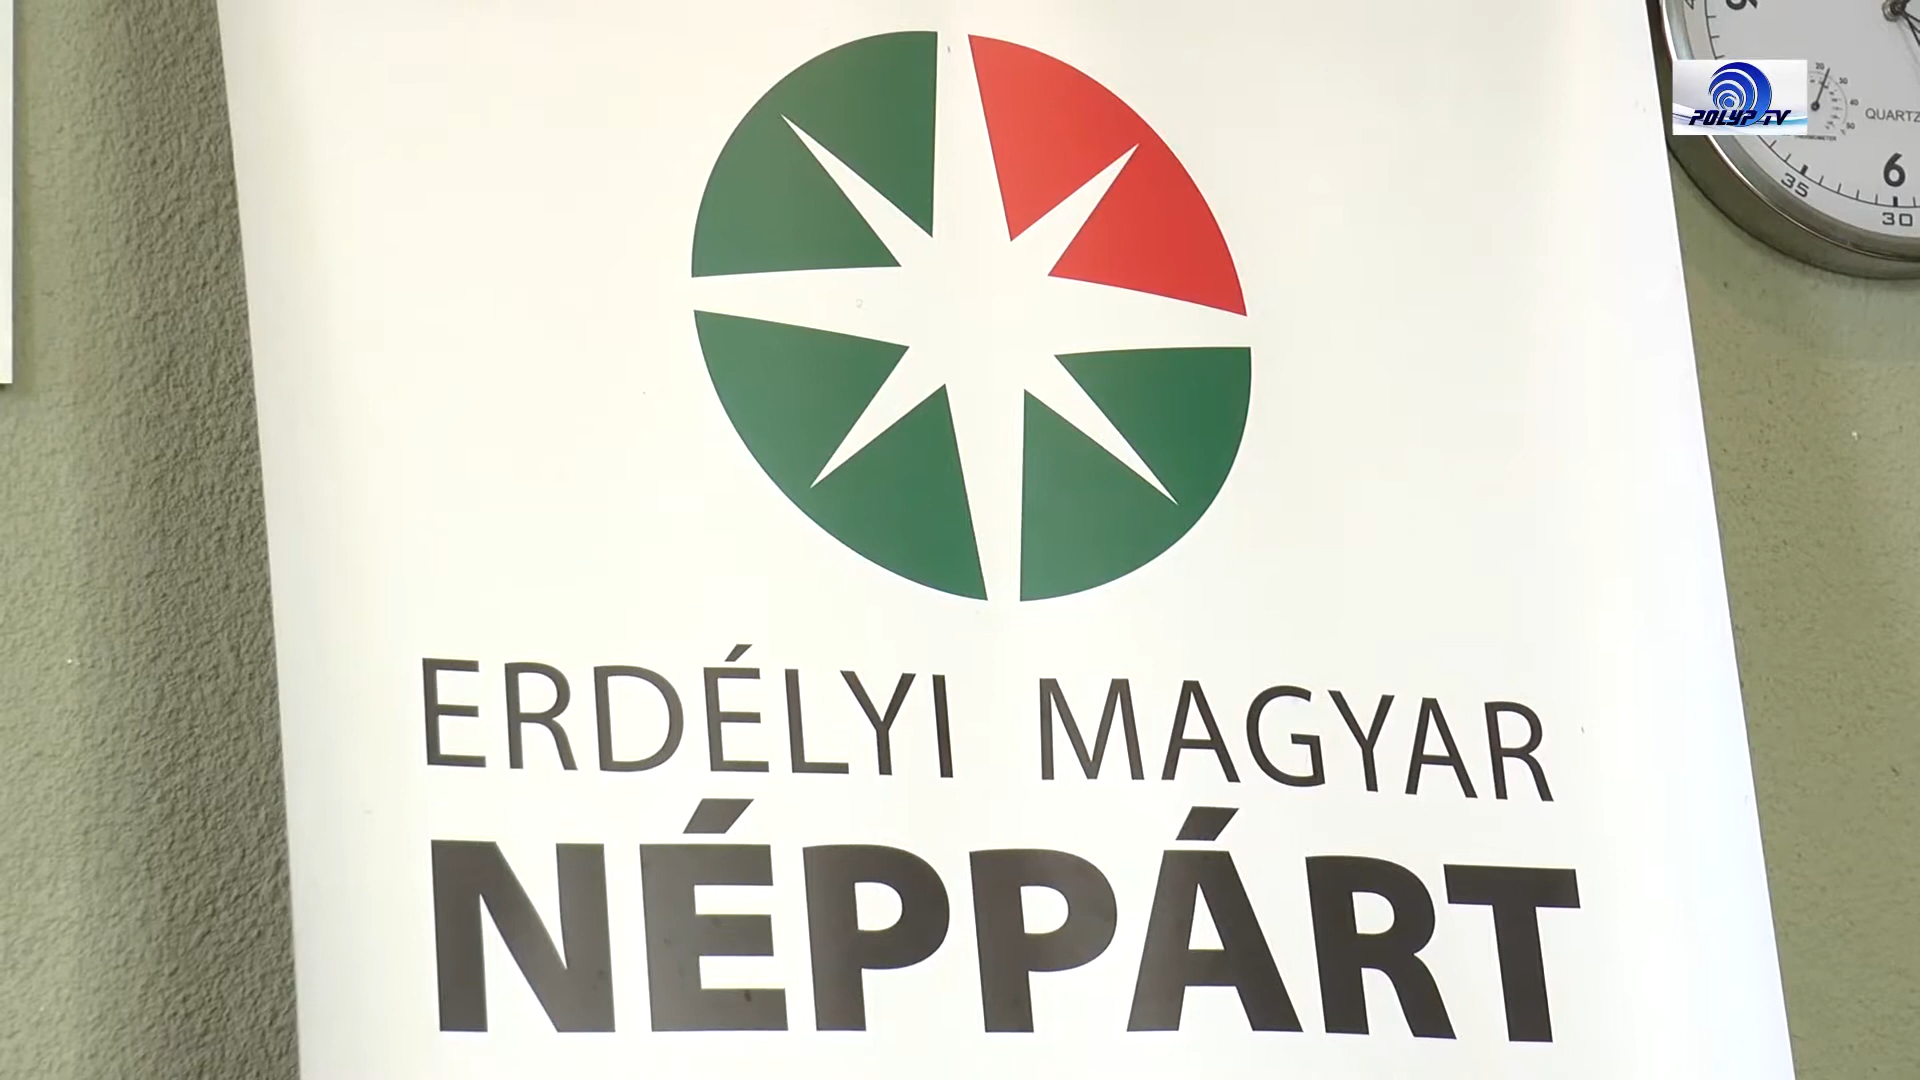 ERDÉLYI MAGYAR
NÉPPÁRT
POLYP-TV
QUARTZ
6
35
30